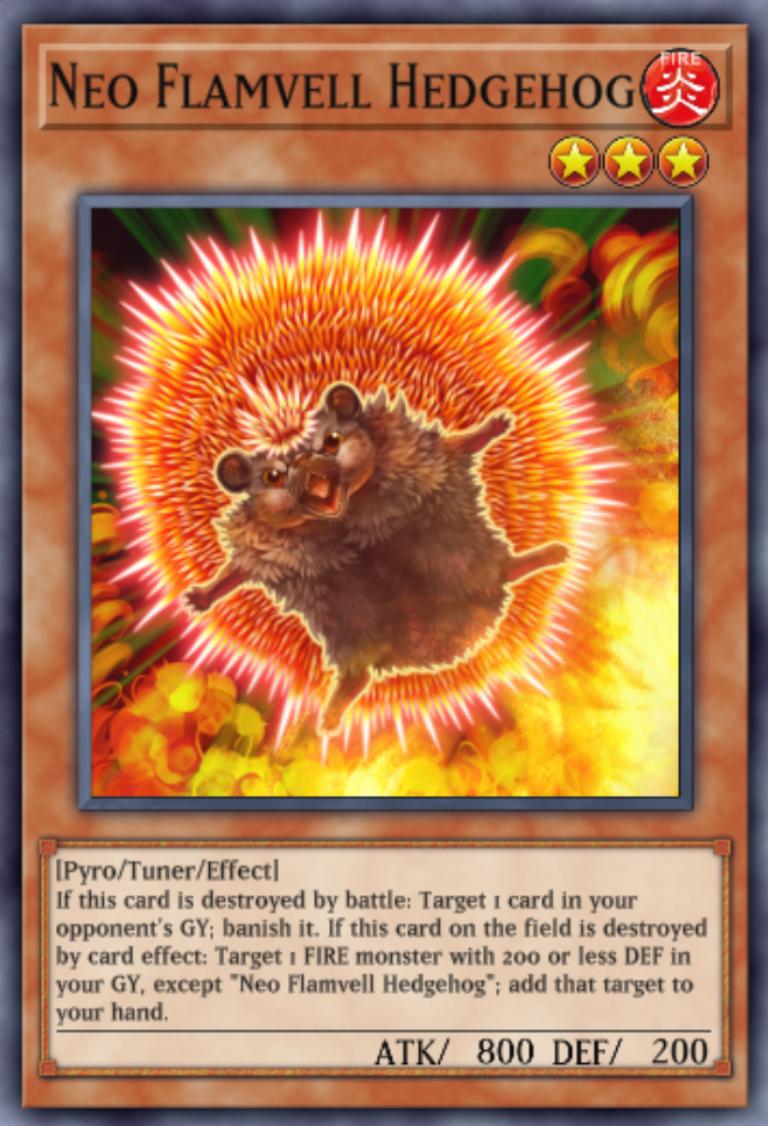 Neo Flamvell Hedgehog
FIRE
炎
[Pyro/Tuner/Effect]
If this card is destroyed by battle: Target 1 card in your
opponent's GY; banish it. If this card on the field is destroyed
by card effect: Target 1 FIRE monster with 200 or less DEF in
your GY, except "Neo Flamvell Hedgehog"; add that target to
your hand.
ATK/ 800 DEF/ 200